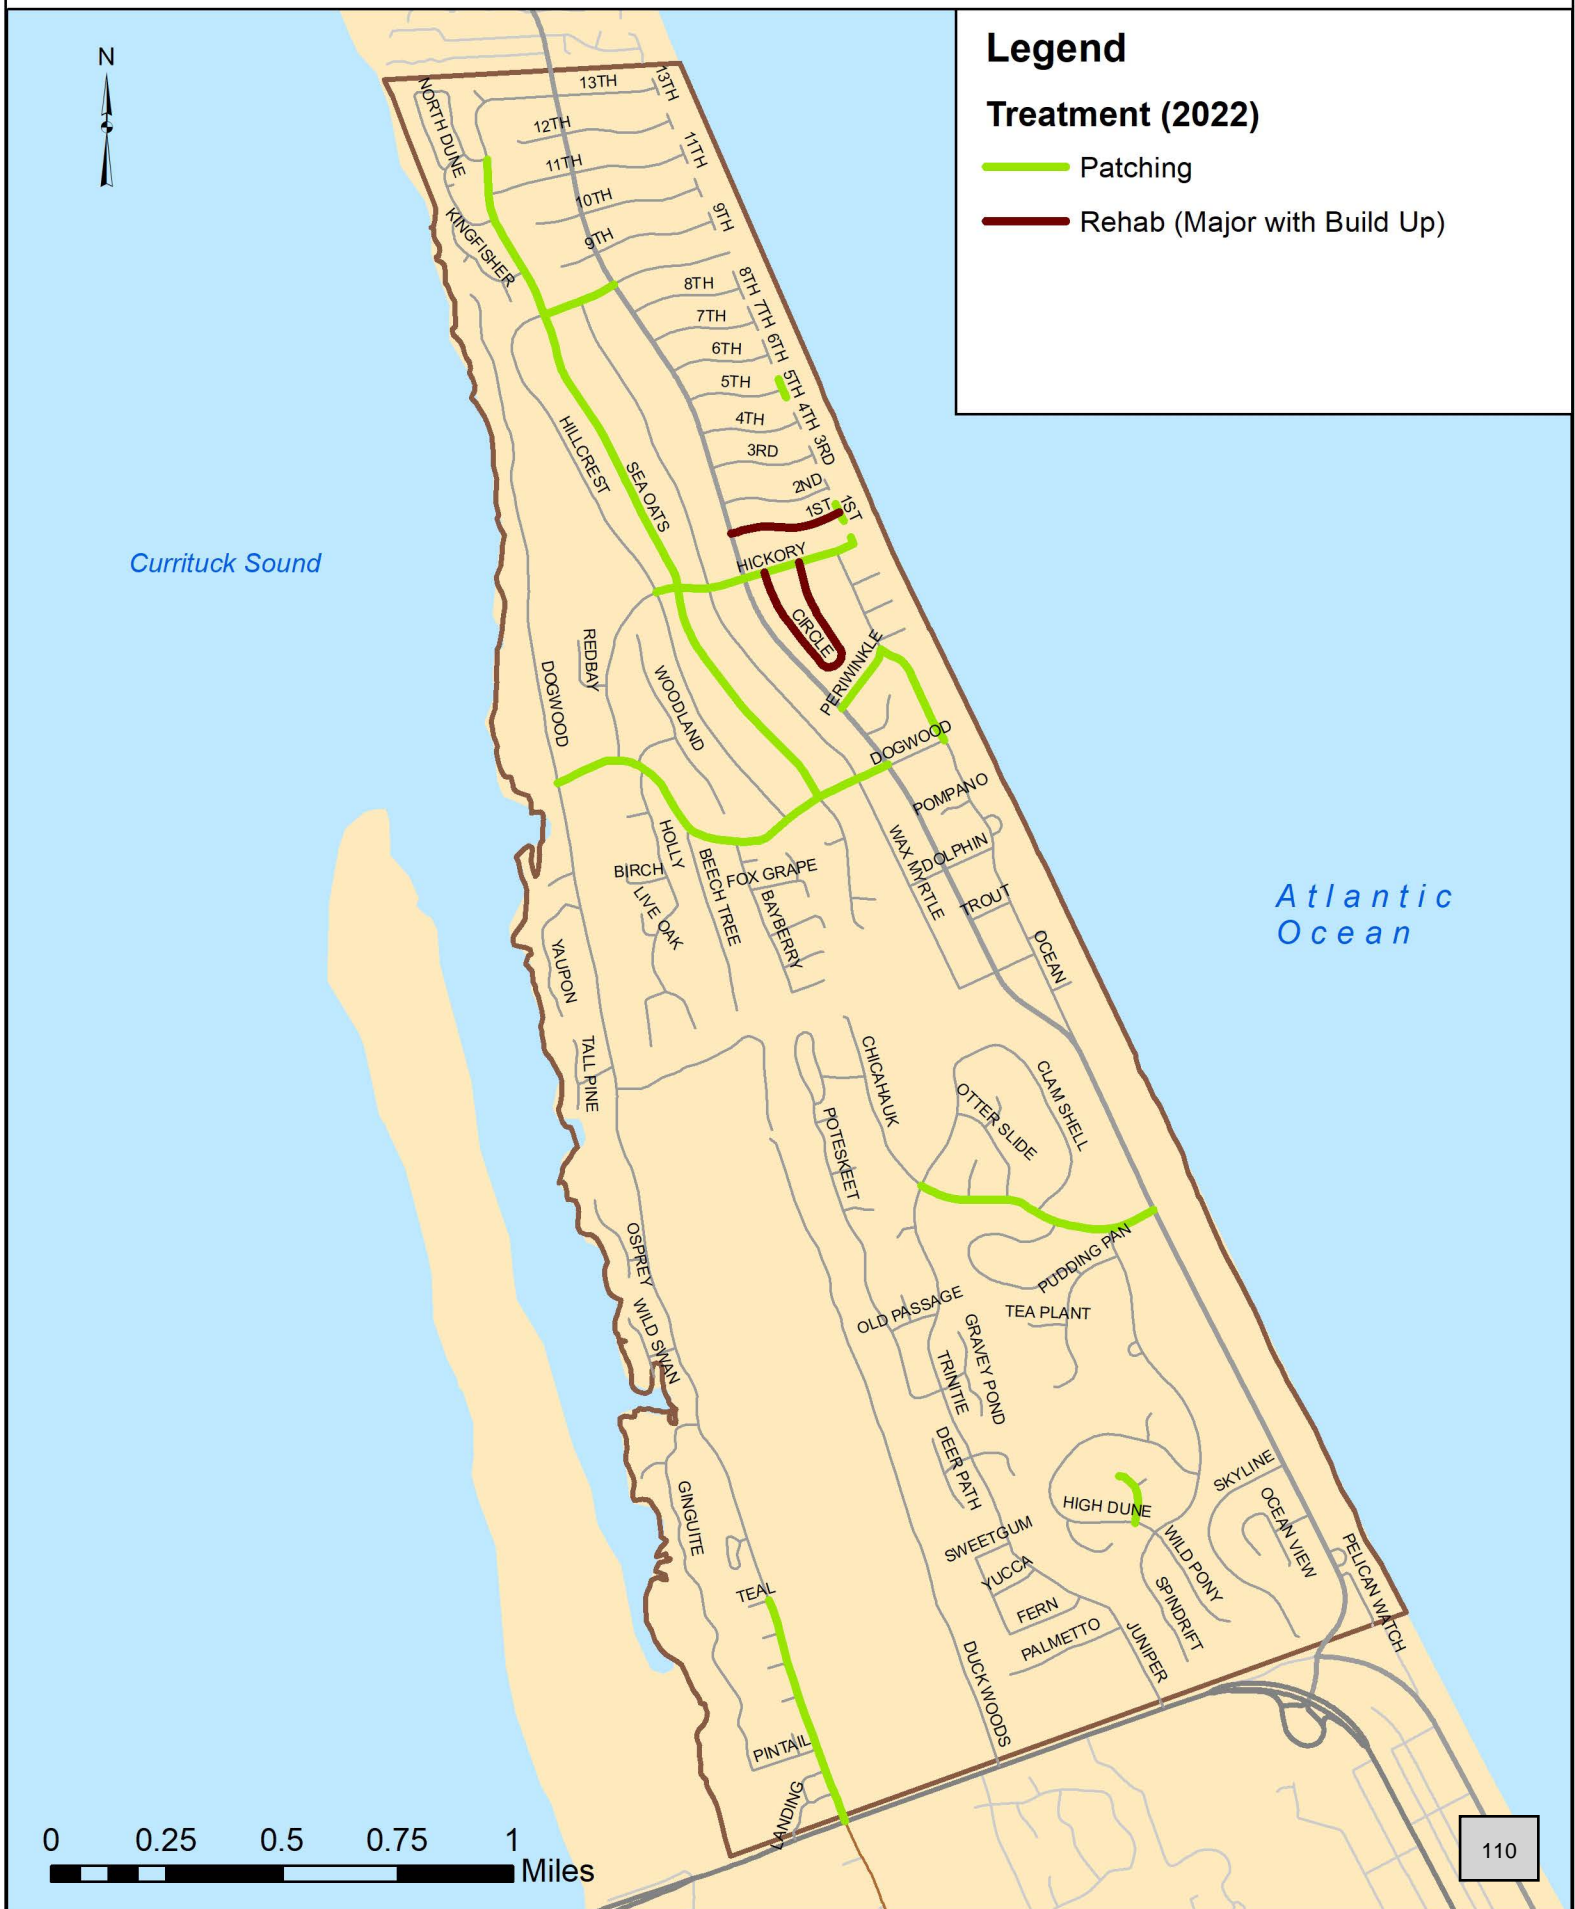 Legend
Treatment (2022)
Patching
Rehab (Major with Build Up)
N
13TH
13TH
NORTH DUNE
12TH
11TH
11TH
10TH
9TH
KINGFISHER
9TH
8TH
8TH
7TH
7TH
6TH
6TH
5TH
5TH
4TH
4TH
3RD
3RD
HILLCREST
SEA OATS
2ND
1ST
1ST
HICKORY
Currituck Sound
CIRCLE
REDBAY
PERIWINKLE
DOGWOOD
WOODLAND
DOGWOOD
POMPANO
HOLLY
WAX MYRTLE
DOLPHIN
BIRCH
BEECH TREE
FOX GRAPE
LIVE OAK
BAYBERRY
TROUT
Atlantic
Ocean
OCEAN
YAUPON
TALL PINE
CHICAHAUK
CLAM SHELL
OTTER SLIDE
POTESKEET
OSPREY
PUDDING PAN
WILD SWAN
OLD PASSAGE
TEA PLANT
GRAVEY POND
TRINITIE
DEER PATH
SKYLINE
GINGUITE
HIGH DUNE
OCEAN VIEW
SWEETGUM
WILD PONY
PELICAN WATCH
YUCCA
TEAL
SPINDRIFT
FERN
PALMETTO
JUNIPER
DUCK WOODS
PINTAIL
LANDING
0 0.25 0.5 0.75 1
Miles
110